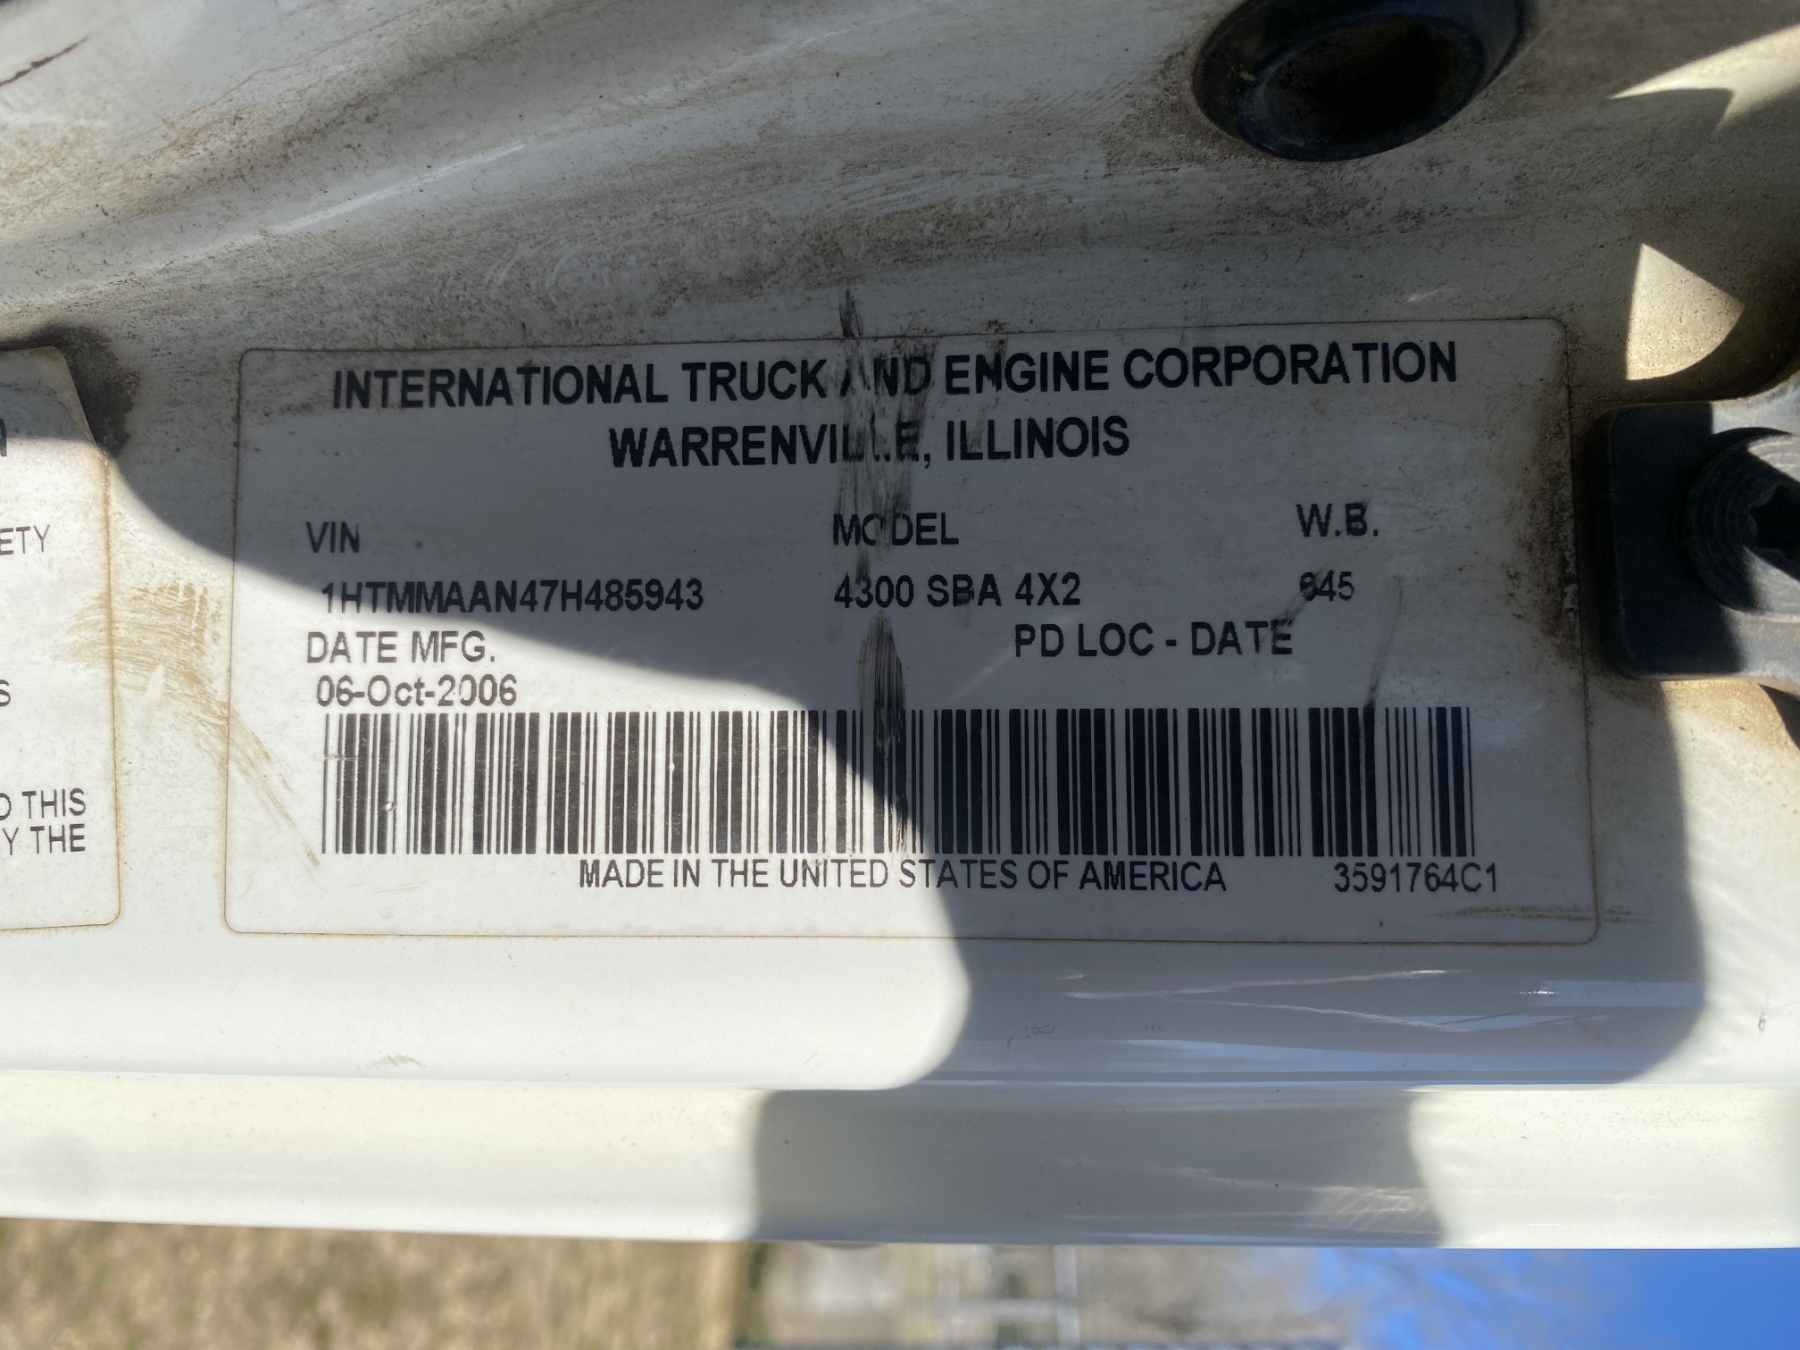 INTERNATIONAL TRUCK AND ENGINE CORPORATION
WARRENVILLE, ILLINOIS
VIN MODEL W.B.
1HTMMAAN47H485943 4300 SBA 4X2 645
DATE MFG. PD LOC - DATE
06-Oct-2006
MADE IN THE UNITED STATES OF AMERICA 3591764C1
N
ETY
S
O THIS
Y THE